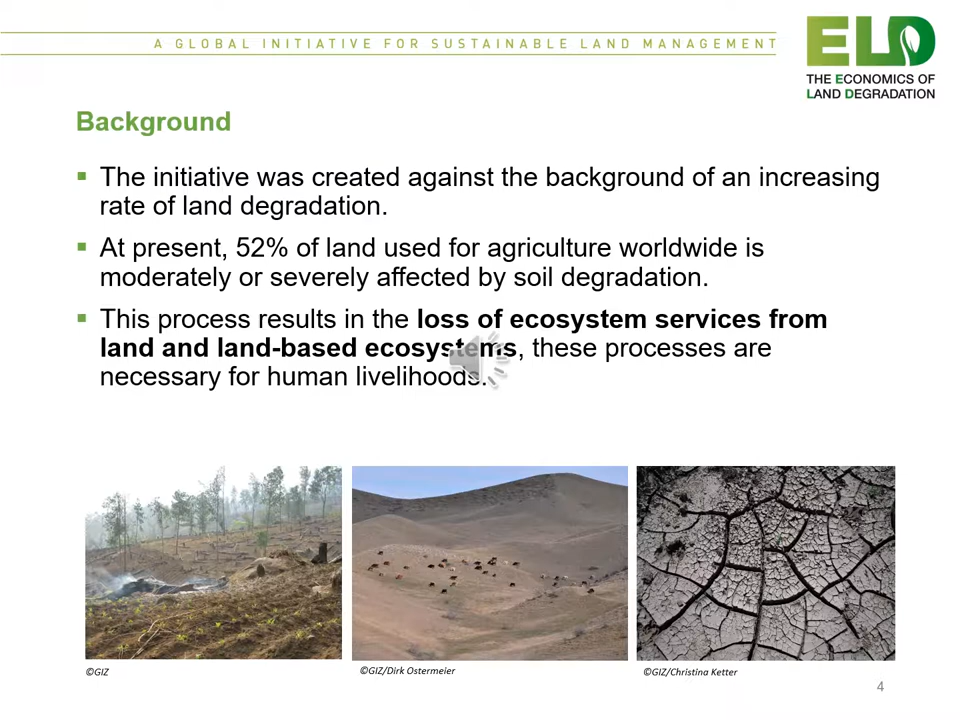 A GLOBAL INITIATIVE FOR SUSTAINABLE LAND MANAGEMENT
ELD
THE ECONOMICS OF
LAND DEGRADATION
Background
▪ The initiative was created against the background of an increasing
rate of land degradation.
▪ At present, 52% of land used for agriculture worldwide is
moderately or severely affected by soil degradation.
▪ This process results in the loss of ecosystem services from
land and land-based ecosystems, these processes are
necessary for human livelihoods.
©GIZ
©GIZ/Dirk Ostermeier
©GIZ/Christina Ketter
4